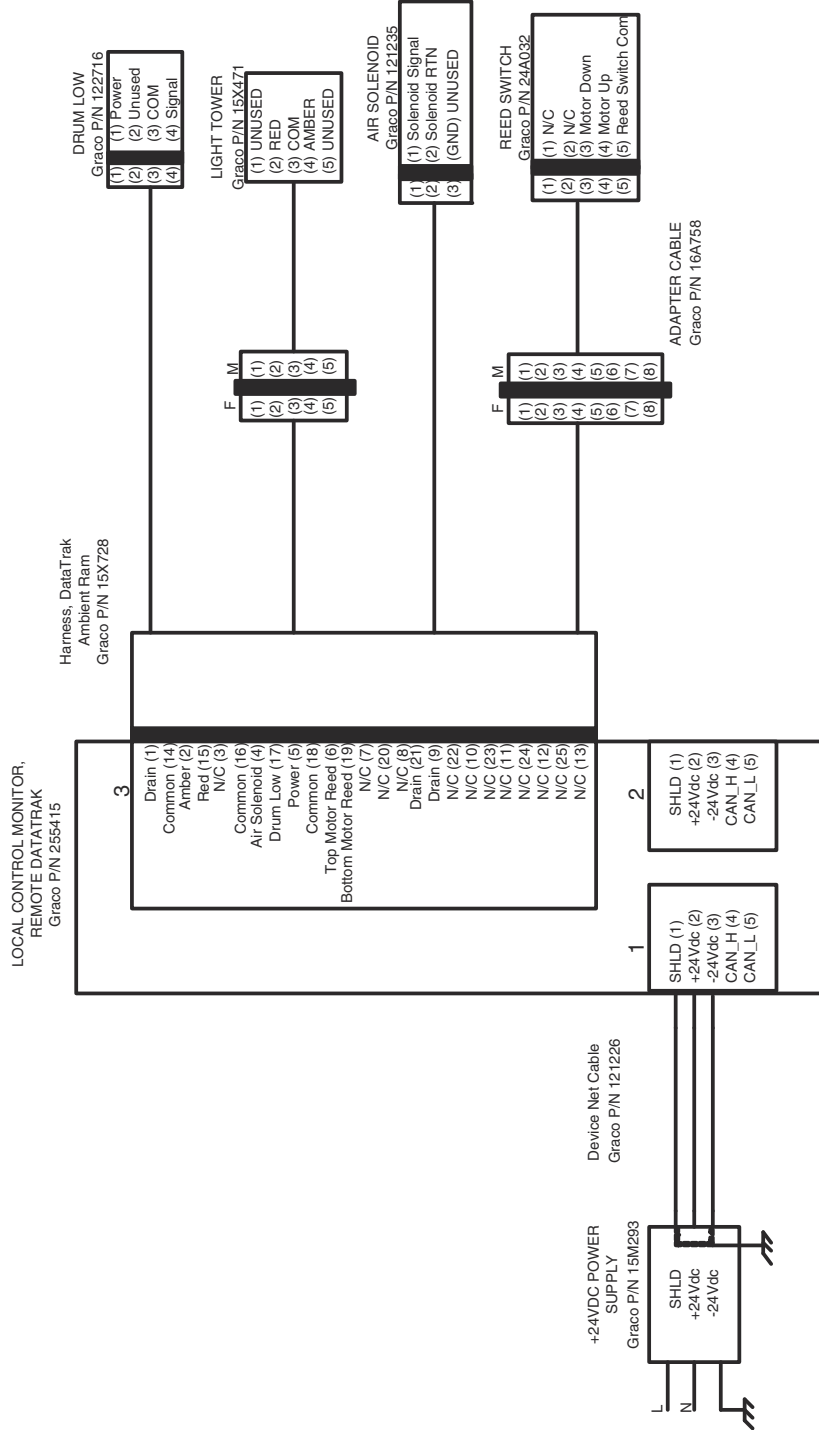 DRUM LOW
Graco P/N 122716
(1)
(2)
(3)
(4)
(1) Power
(2) Unused
(3) COM
(4) Signal
LIGHT TOWER
Graco P/N 15X471
(1) UNUSED
(2) RED
(3) COM
(4) AMBER
(5) UNUSED
AIR SOLENOID
Graco P/N 121235
(1)
(2)
(3)
(1) Solenoid Signal
(2) Solenoid RTN
(GND) UNUSED
REED SWITCH
Graco P/N 24A032
(1)
(2)
(3)
(4)
(5)
(1) N/C
(2) N/C
(3) Motor Down
(4) Motor Up
(5) Reed Switch Com
F
M
(1)
(2)
(3)
(4)
(5)
(1)
(2)
(3)
(4)
(5)
F
M
(1)
(2)
(3)
(4)
(5)
(6)
(7)
(8)
(1)
(2)
(3)
(4)
(5)
(6)
(7)
(8)
ADAPTER CABLE
Graco P/N 16A758
Harness, DataTrak
Ambient Ram
Graco P/N 15X728
LOCAL CONTROL MONITOR,
REMOTE DATATRAK
Graco P/N 255415
3
Drain (1)
Common (14)
Amber (2)
Red (15)
N/C (3)
Common (16)
Air Solenoid (4)
Drum Low (17)
Power (5)
Common (18)
Top Motor Reed (6)
Bottom Motor Reed (19)
N/C (7)
N/C (20)
N/C (8)
Drain (21)
Drain (9)
N/C (22)
N/C (10)
N/C (23)
N/C (11)
N/C (24)
N/C (12)
N/C (25)
N/C (13)
2
SHLD (1)
+24Vdc (2)
-24Vdc (3)
CAN_H (4)
CAN_L (5)
1
SHLD (1)
+24Vdc (2)
-24Vdc (3)
CAN_H (4)
CAN_L (5)
Device Net Cable
Graco P/N 121226
+24VDC POWER
SUPPLY
Graco P/N 15M293
SHLD
+24Vdc
-24Vdc
L
N